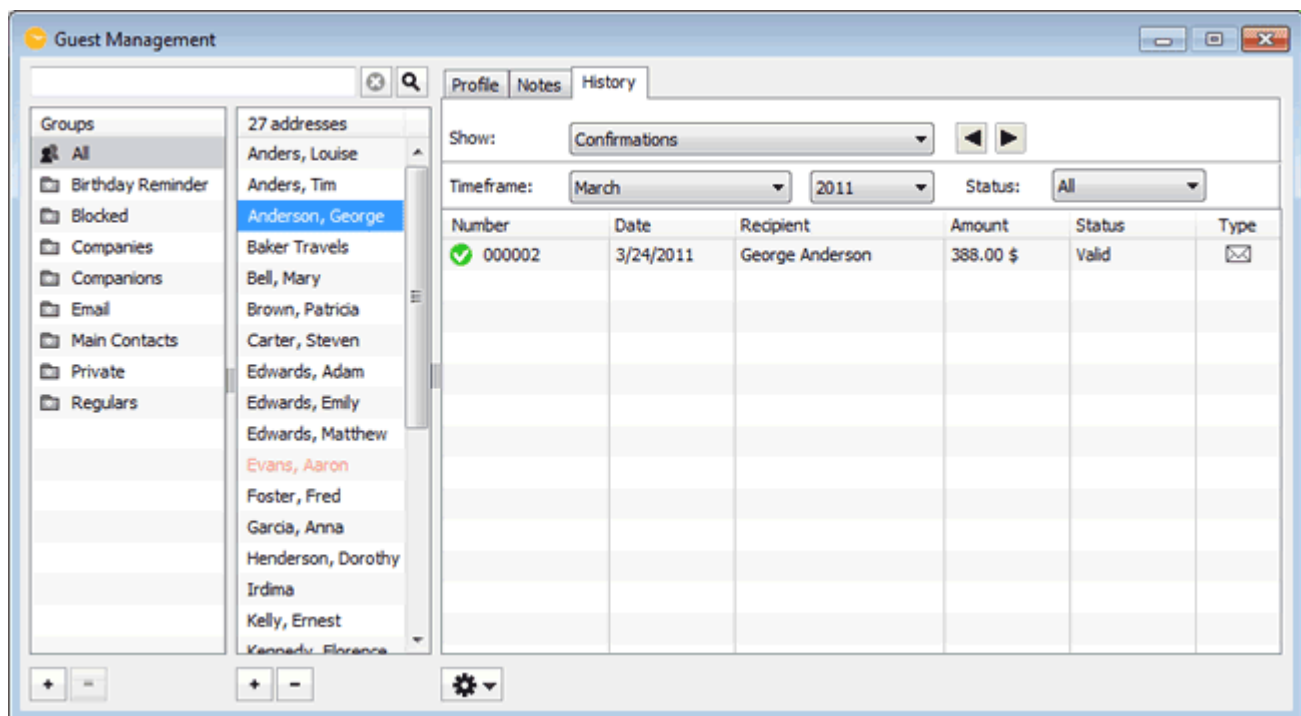 Guest Management
Profile Notes History
Groups
All
Birthday Reminder
Blocked
Companies
Companions
Email
Main Contacts
Private
Regulars
27 addresses
Anders, Louise
Anders, Tim
Anderson, George
Baker Travels
Bell, Mary
Brown, Patricia
Carter, Steven
Edwards, Adam
Edwards, Emily
Edwards, Matthew
Evans, Aaron
Foster, Fred
Garcia, Anna
Henderson, Dorothy
Irdima
Kelly, Ernest
Kennedy, Florence
Show: Confirmations
Timeframe: March 2011 Status: All
Number Date Recipient Amount Status Type
000002 3/24/2011 George Anderson 388.00 $ Valid